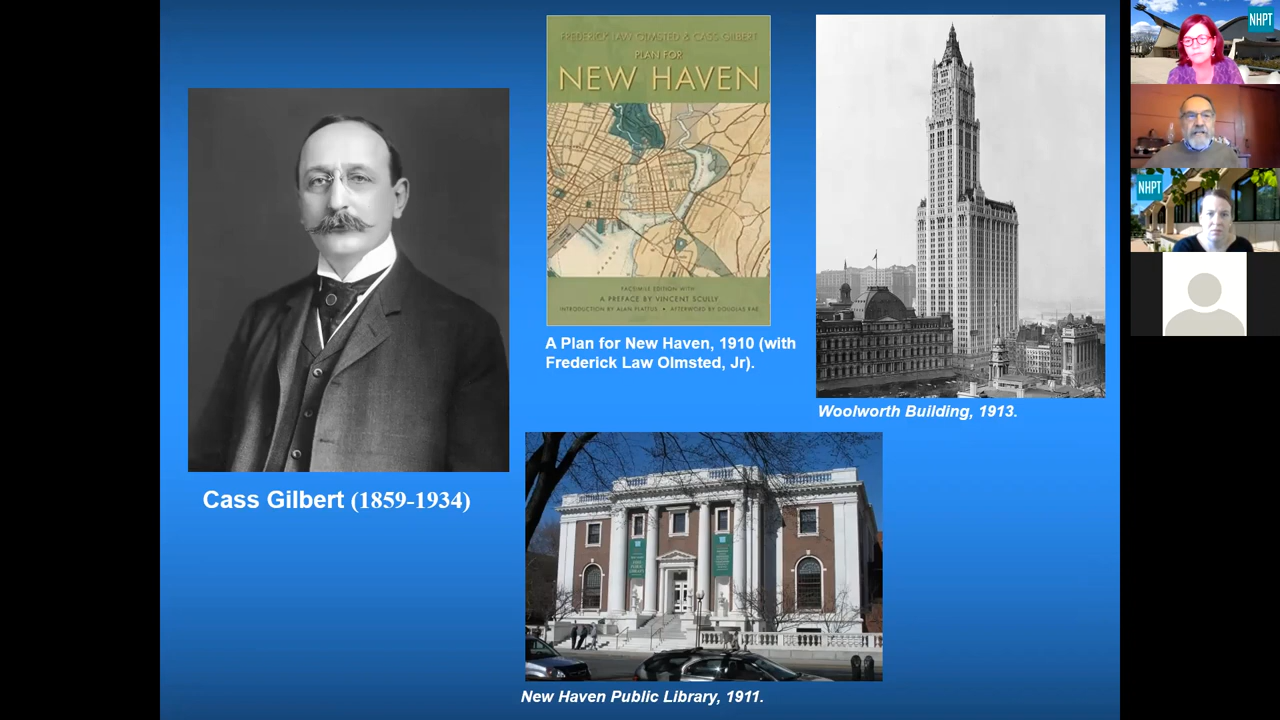 FREDERICK LAW OLMSTED & CASS GILBERT
PLAN FOR
NEW HAVEN
FACSIMILE EDITION WITH
A PREFACE BY VINCENT SCULLY
INTRODUCTION BY ALAN PLATTUS • AFTERWORD BY DOUGLAS RAE
A Plan for New Haven, 1910 (with
Frederick Law Olmsted, Jr).
Woolworth Building, 1913.
Cass Gilbert (1859-1934)
New Haven Public Library, 1911.
NHPT
NHPT